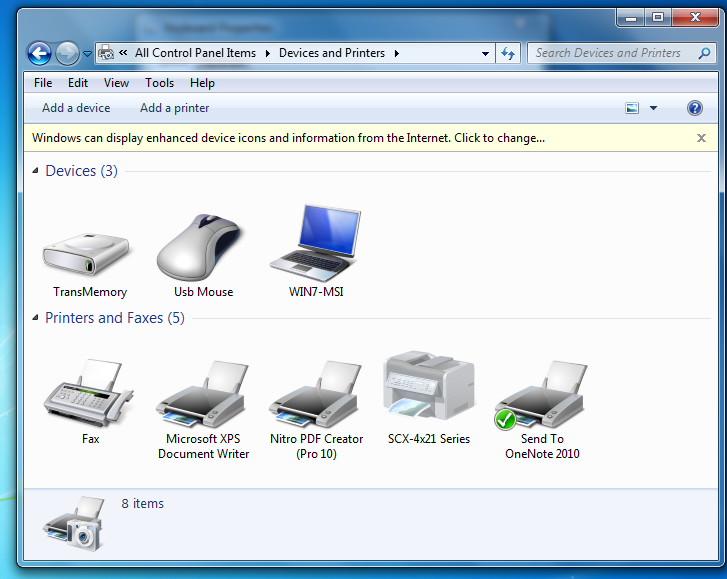 Keyboard Properties
« All Control Panel Items ▸ Devices and Printers ▸
Search Devices and Printers
File Edit View Tools Help
Add a device Add a printer
Windows can display enhanced device icons and information from the Internet. Click to change...
Devices (3)
TransMemory Usb Mouse WIN7-MSI
Printers and Faxes (5)
Fax Microsoft XPS Nitro PDF Creator SCX-4x21 Series Send To
Document Writer (Pro 10) OneNote 2010
8 items